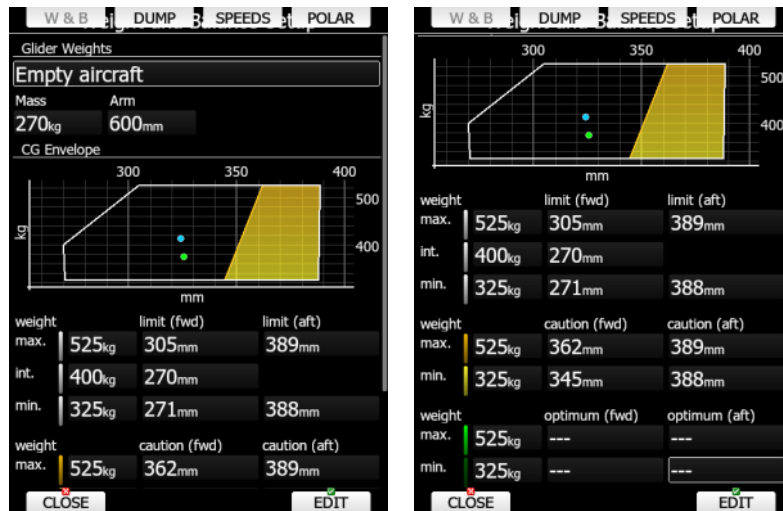 W & B DUMP SPEEDS POLAR
Glider Weights
Empty aircraft
Mass Arm
270kg 600mm
CG Envelope
300 350 400
500
kg
400
mm
weight limit (fwd) limit (aft)
max. 525kg 305mm 389mm
int. 400kg 270mm
min. 325kg 271mm 388mm
weight caution (fwd) caution (aft)
max. 525kg 362mm 389mm
CLOSE EDIT
W & B DUMP SPEEDS POLAR
300 350 400
500
kg
400
mm
weight limit (fwd) limit (aft)
max. 525kg 305mm 389mm
int. 400kg 270mm
min. 325kg 271mm 388mm
weight caution (fwd) caution (aft)
max. 525kg 362mm 389mm
min. 325kg 345mm 388mm
weight optimum (fwd) optimum (aft)
max. 525kg --- ---
min. 325kg --- ---
CLOSE EDIT